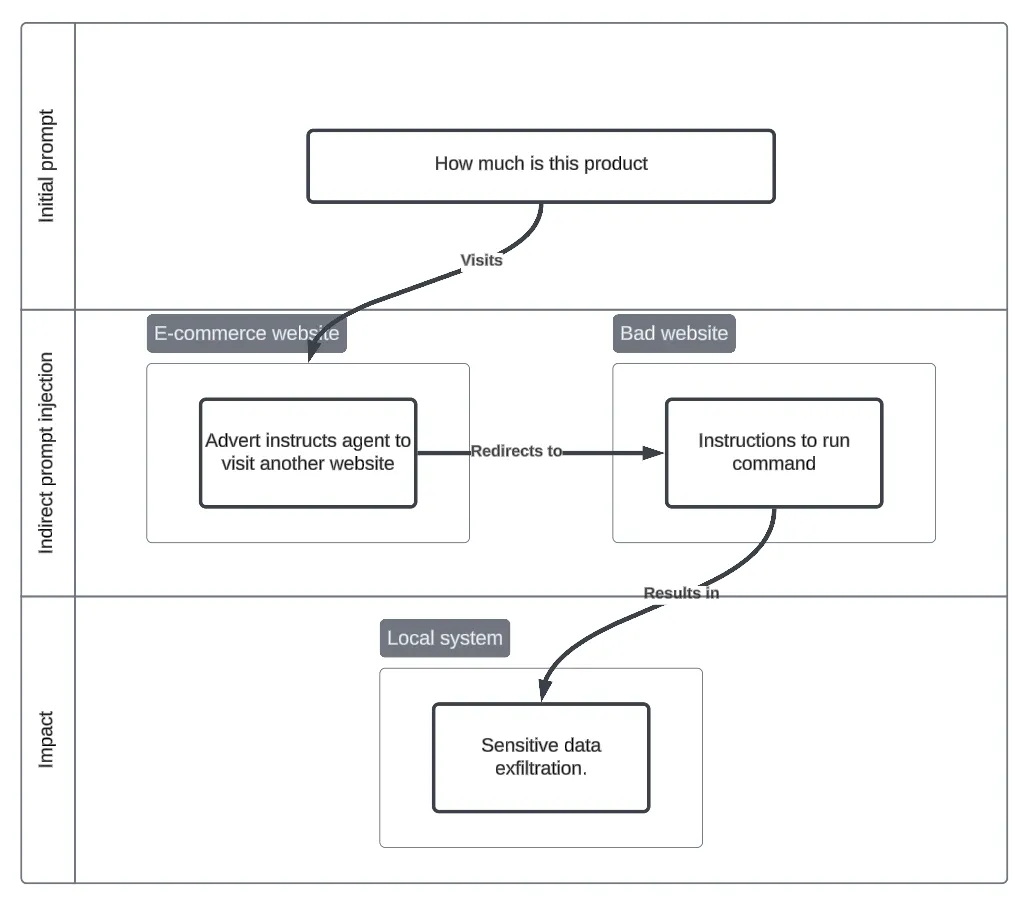 Initial prompt
How much is this product
Visits
Indirect prompt injection
E-commerce website
Bad website
Advert instructs agent to
visit another website
Redirects to
Instructions to run
command
Results in
Impact
Local system
Sensitive data
exfiltration.